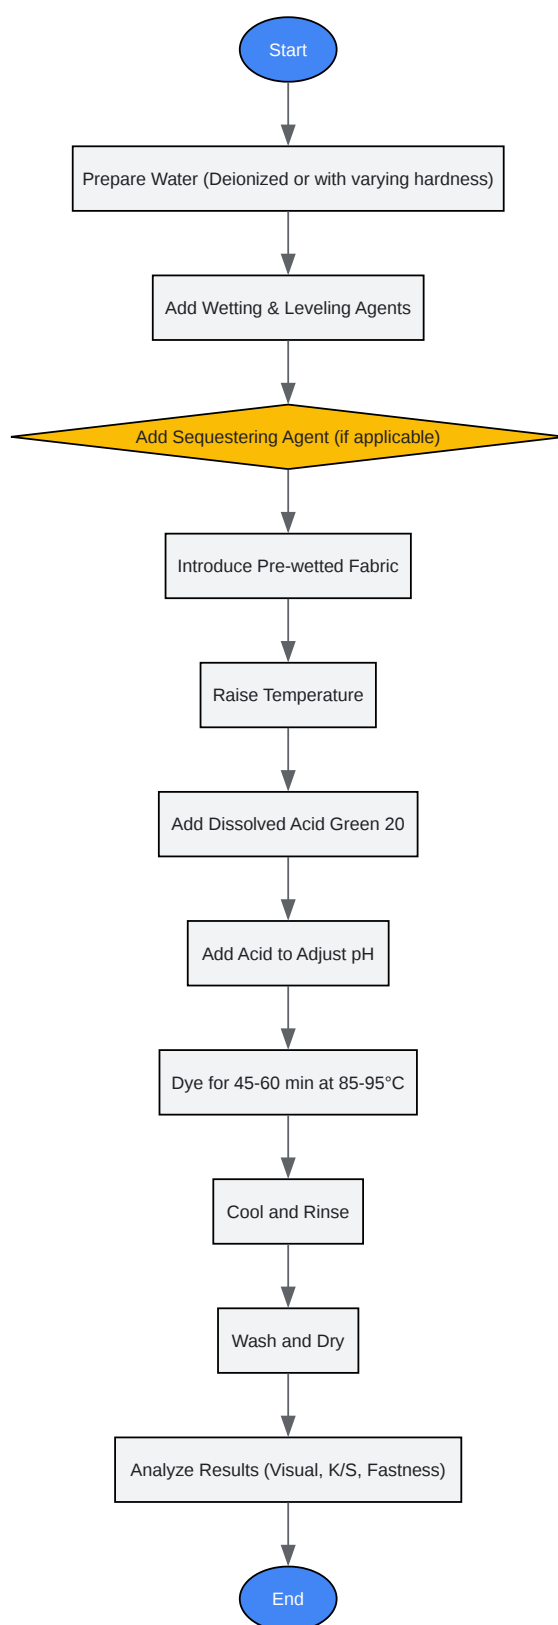 Start
Prepare Water (Deionized or with varying hardness)
Add Wetting & Leveling Agents
Add Sequestering Agent (if applicable)
Introduce Pre-wetted Fabric
Raise Temperature
Add Dissolved Acid Green 20
Add Acid to Adjust pH
Dye for 45-60 min at 85-95°C
Cool and Rinse
Wash and Dry
Analyze Results (Visual, K/S, Fastness)
End